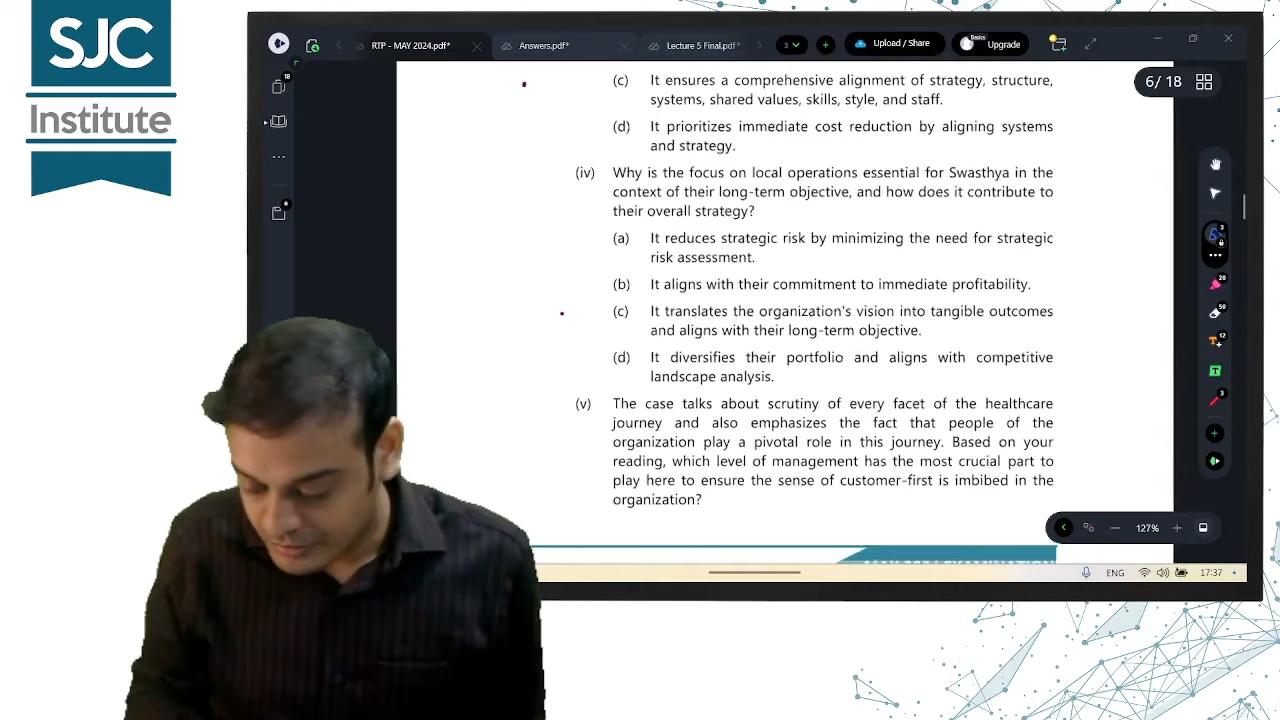 SJC
Institute
RTP - MAY 2024.pdf*
Answers.pdf*
Lecture 5 Final.pdf*
3
Upload / Share
Basics
Upgrade
18
6/18
(c) It ensures a comprehensive alignment of strategy, structure,
systems, shared values, skills, style, and staff.
(d) It prioritizes immediate cost reduction by aligning systems
and strategy.
(iv) Why is the focus on local operations essential for Swasthya in the
context of their long-term objective, and how does it contribute to
their overall strategy?
(a) It reduces strategic risk by minimizing the need for strategic
risk assessment.
(b) It aligns with their commitment to immediate profitability.
(c) It translates the organization's vision into tangible outcomes
and aligns with their long-term objective.
(d) It diversifies their portfolio and aligns with competitive
landscape analysis.
(v) The case talks about scrutiny of every facet of the healthcare
journey and also emphasizes the fact that people of the
organization play a pivotal role in this journey. Based on your
reading, which level of management has the most crucial part to
play here to ensure the sense of customer-first is imbibed in the
organization?
3
20
50
12
T
3
127%
ENG
17:37